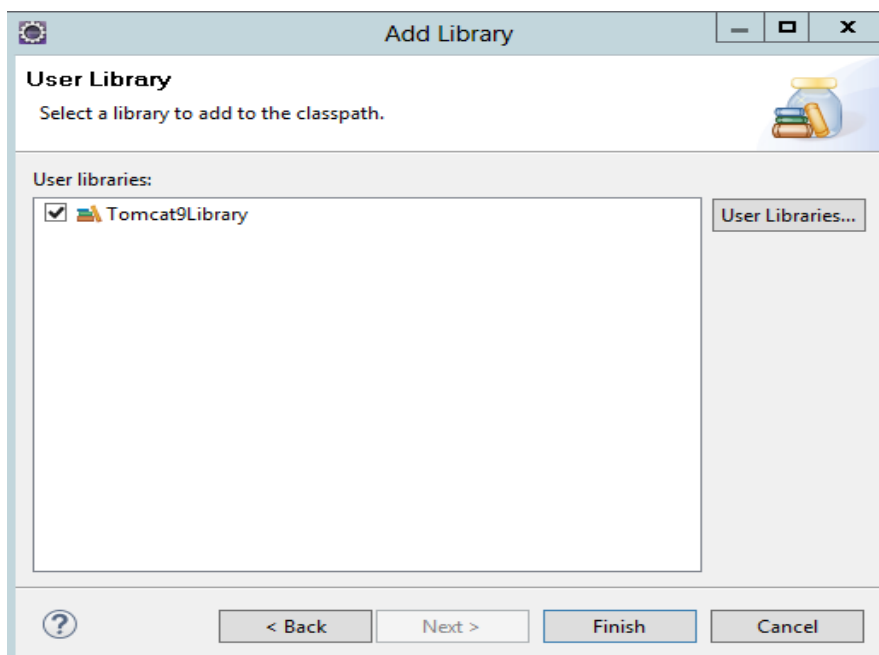 Add Library
User Library
Select a library to add to the classpath.
User libraries:
Tomcat9Library
User Libraries...
?
< Back
Next >
Finish
Cancel